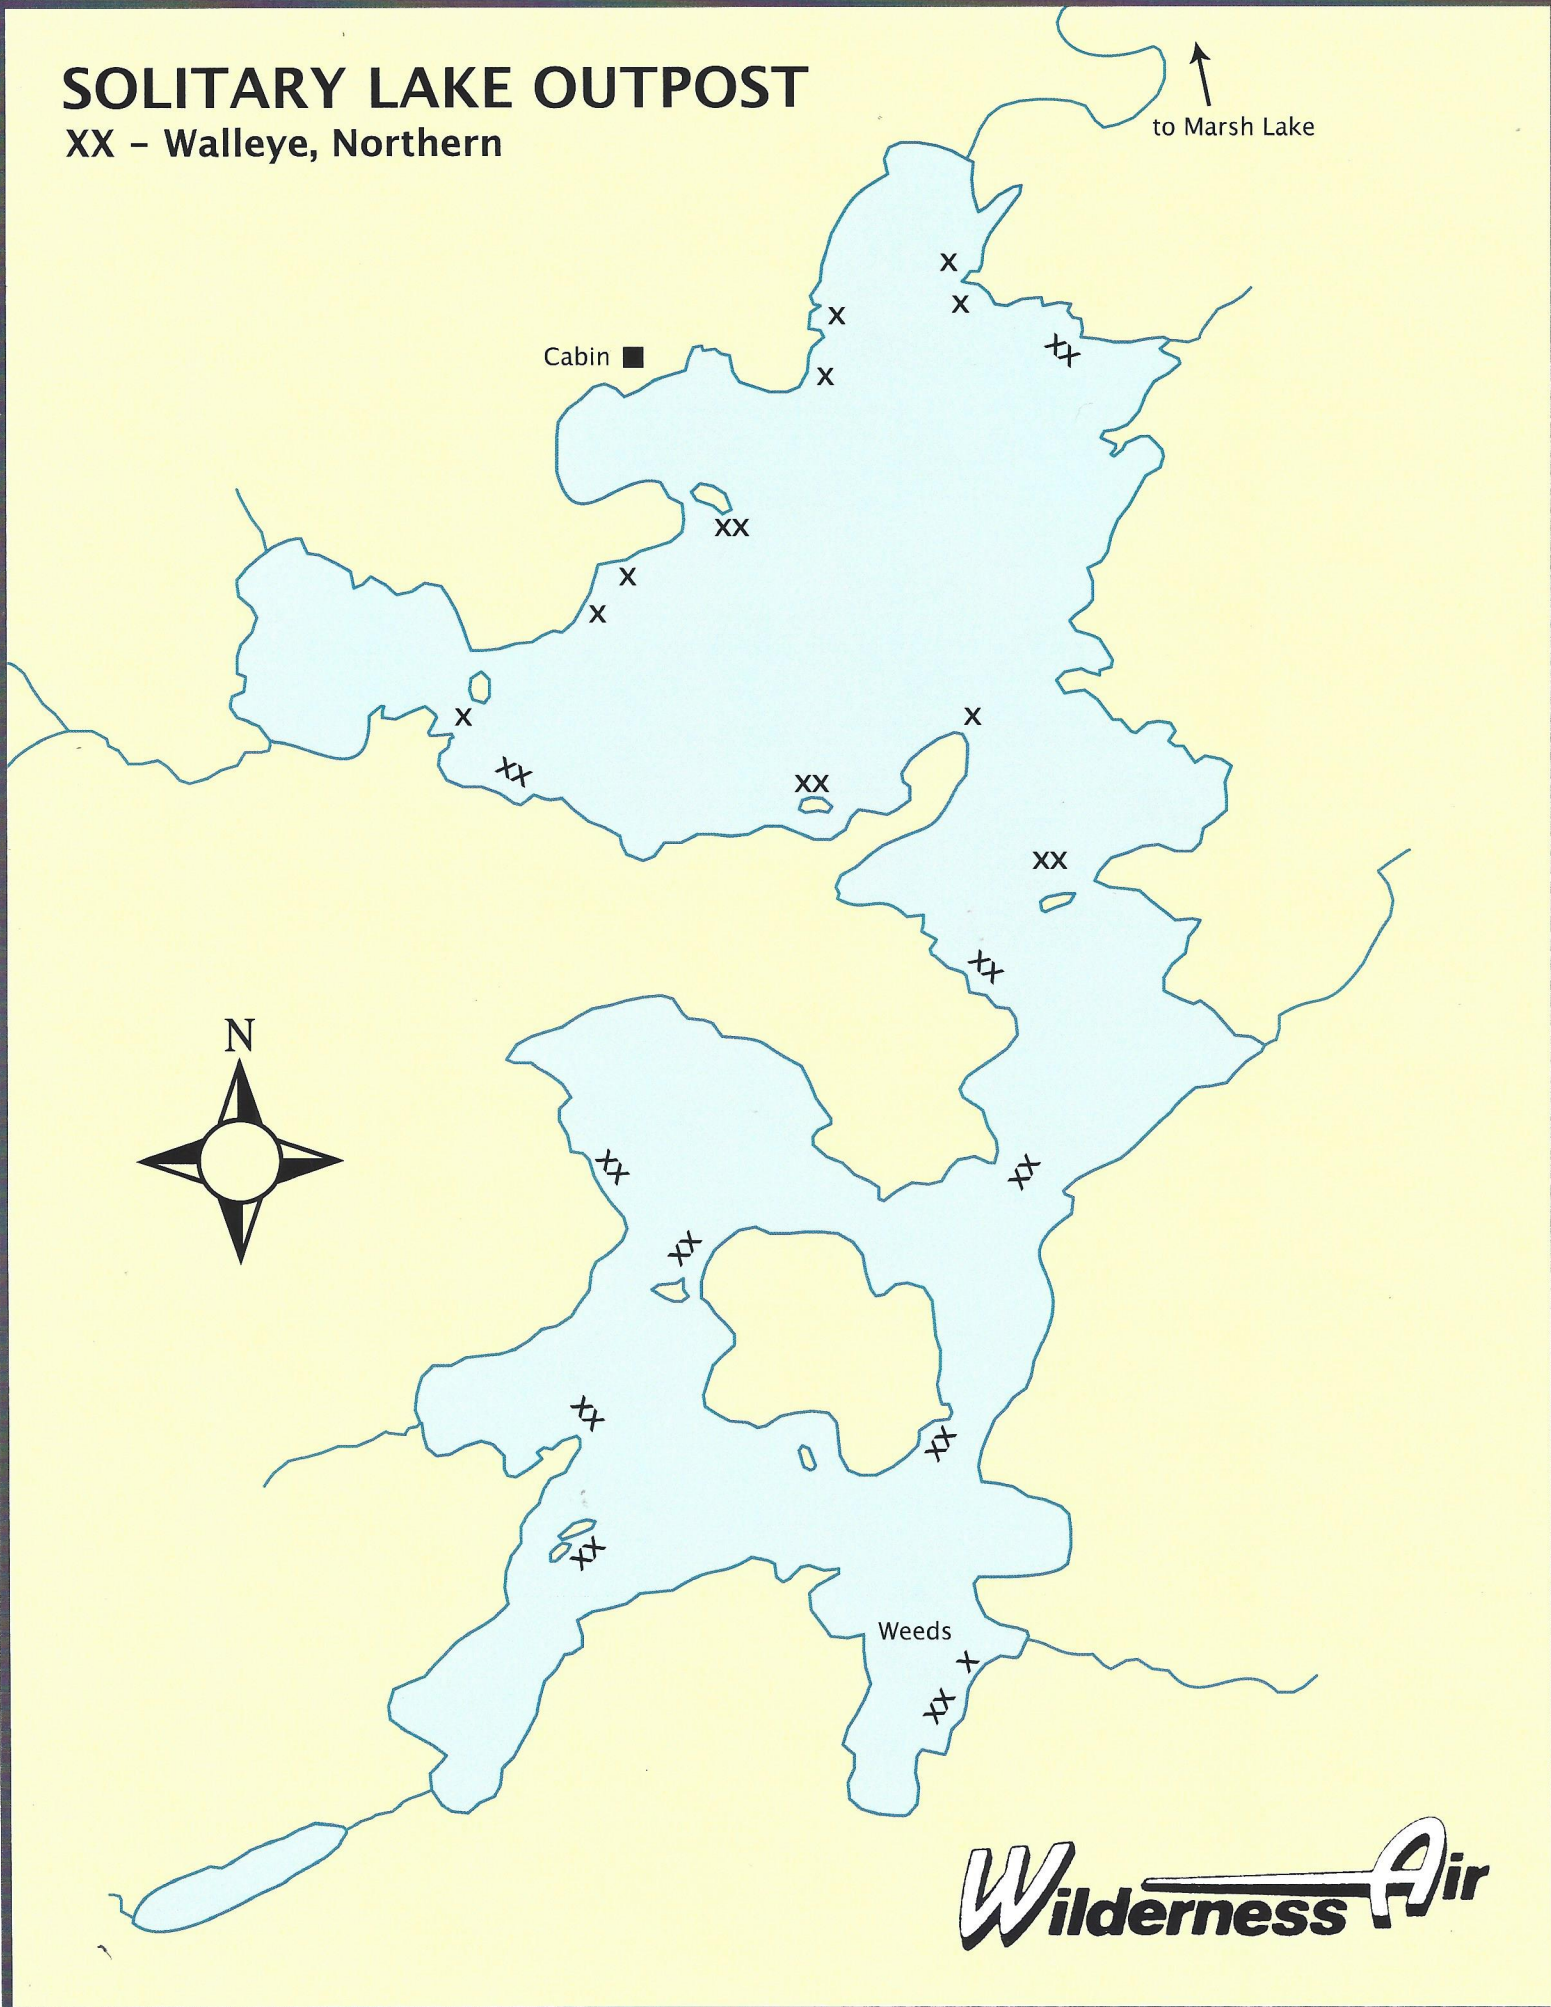 SOLITARY LAKE OUTPOST
XX – Walleye, Northern
to Marsh Lake
x
x
x
xx
Cabin
x
xx
x
x
x
x
xx
xx
xx
xx
N
xx
xx
xx
xx
xx
xx
Weeds
x
xx
Wilderness Air